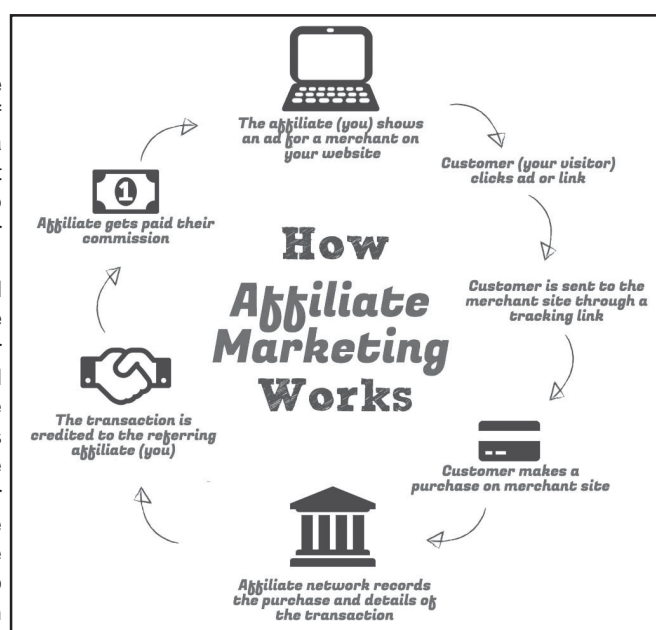 The affiliate (you) shows
an ad for a merchant on
your website
Customer (your visitor)
clicks ad or link
Customer is sent to the
merchant site through a
tracking link
Customer makes a
purchase on merchant site
Affiliate network records
the purchase and details of
the transaction
The transaction is
credited to the referring
affiliate (you)
Affiliate gets paid their
commission
1
How
Affiliate
Marketing
Works